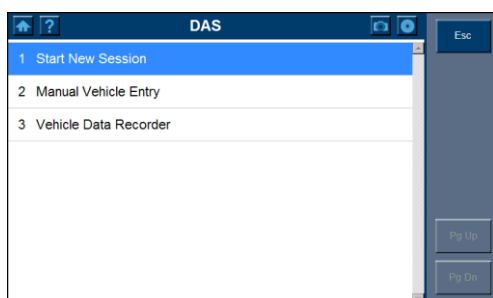 ?
DAS
Esc
1 Start New Session
2 Manual Vehicle Entry
3 Vehicle Data Recorder
Pg Up
Pg Dn